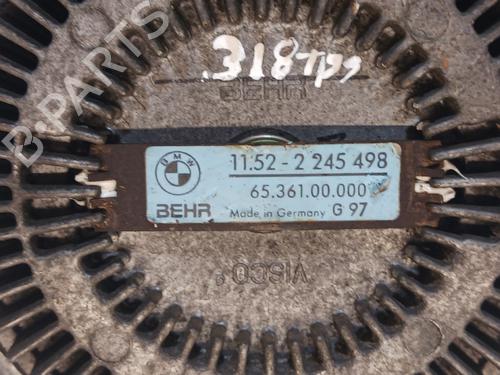 318 tds
BEHR
BMW
11.52 - 2 245 498
65.361.00.000
BEHR Made in Germany G 97
VISCO
B-PARTS